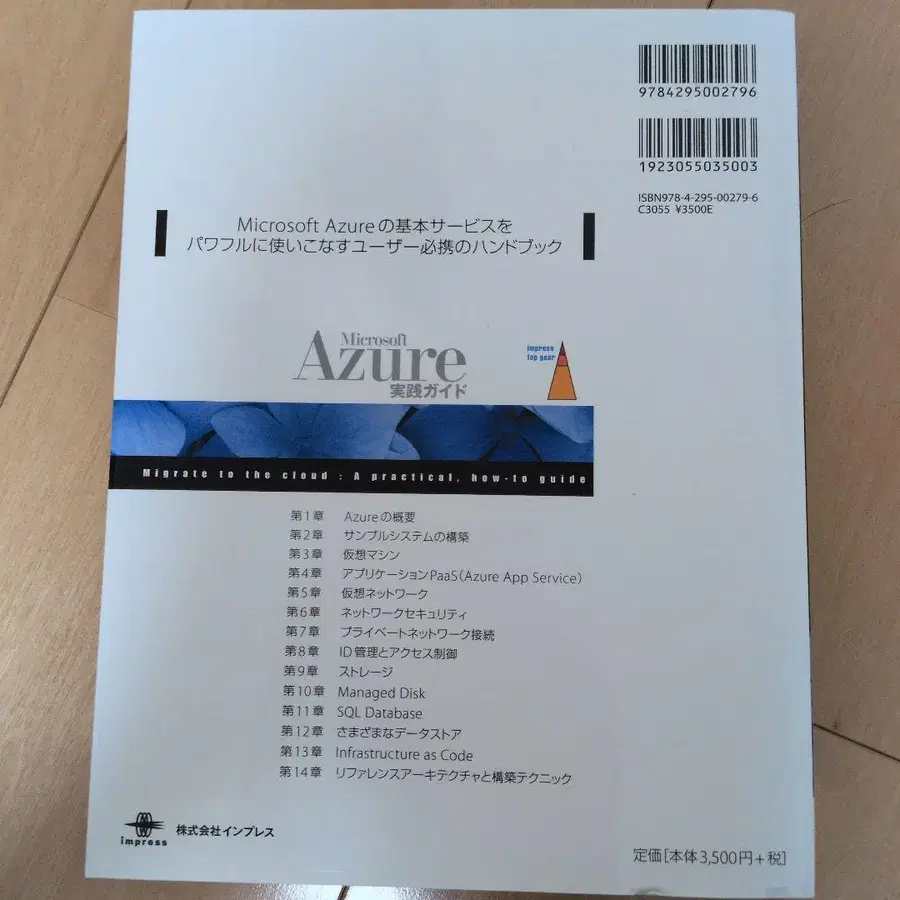 9784295002796
1923055035003
ISBN978-4-295-00279-6
C3055 ¥3500E
Microsoft Azureの基本サービスを
パワフルに使いこなすユーザー必携のハンドブック
Microsoft
Azure
実践ガイド
impress
top gear
Migrate to the cloud : A practical, how-to guide
第1章 Azureの概要
第2章 サンプルシステムの構築
第3章 仮想マシン
第4章 アプリケーションPaaS(Azure App Service)
第5章 仮想ネットワーク
第6章 ネットワークセキュリティ
第7章 プライベートネットワーク接続
第8章 ID管理とアクセス制御
第9章 ストレージ
第10章 Managed Disk
第11章 SQL Database
第12章 さまざまなデータストア
第13章 Infrastructure as Code
第14章 リファレンスアーキテクチャと構築テクニック
impress
株式会社インプレス
定価[本体3,500円+税]